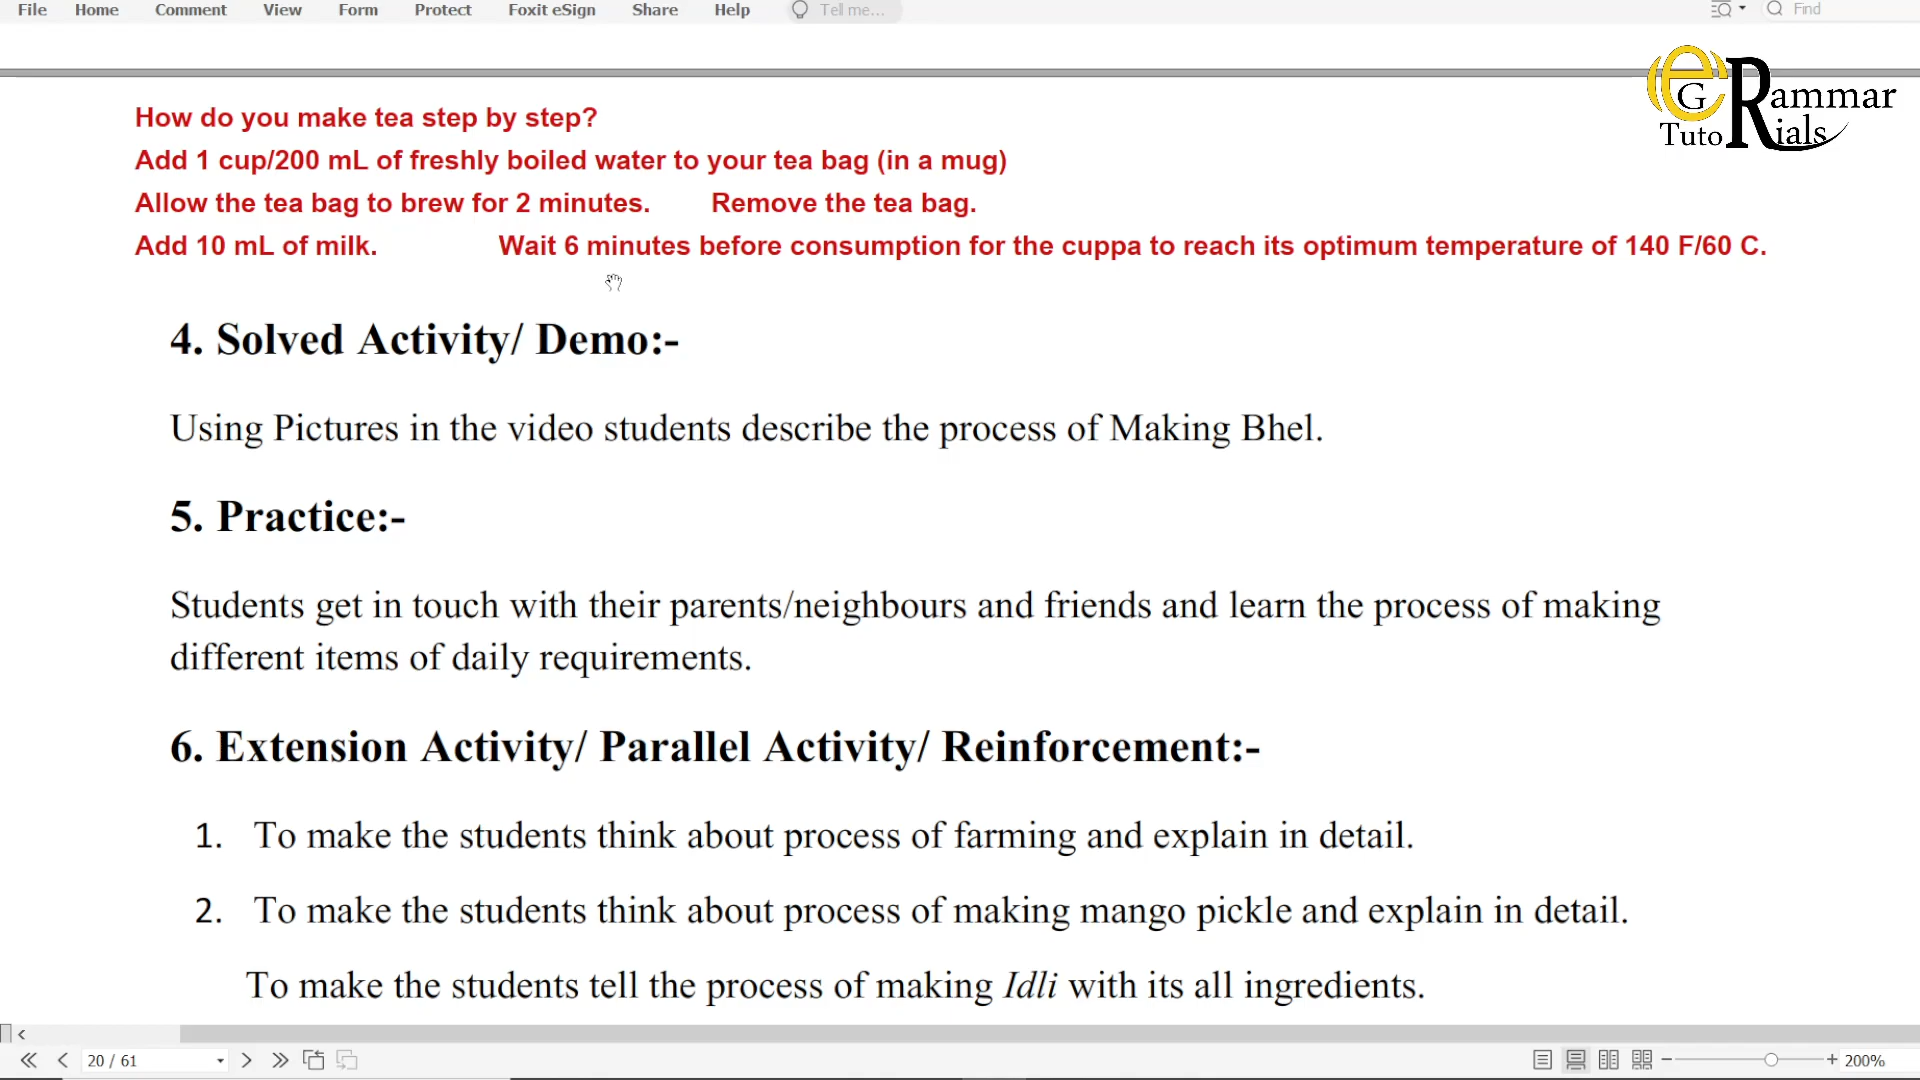 File Home Comment View Form Protect Foxit eSign Share Help Tell me... Find
eGRammar
TutoRials
How do you make tea step by step?
Add 1 cup/200 mL of freshly boiled water to your tea bag (in a mug)
Allow the tea bag to brew for 2 minutes. Remove the tea bag.
Add 10 mL of milk. Wait 6 minutes before consumption for the cuppa to reach its optimum temperature of 140 F/60 C.
4. Solved Activity/ Demo:-
Using Pictures in the video students describe the process of Making Bhel.
5. Practice:-
Students get in touch with their parents/neighbours and friends and learn the process of making
different items of daily requirements.
6. Extension Activity/ Parallel Activity/ Reinforcement:-
1. To make the students think about process of farming and explain in detail.
2. To make the students think about process of making mango pickle and explain in detail.
To make the students tell the process of making Idli with its all ingredients.
20 / 61 200%